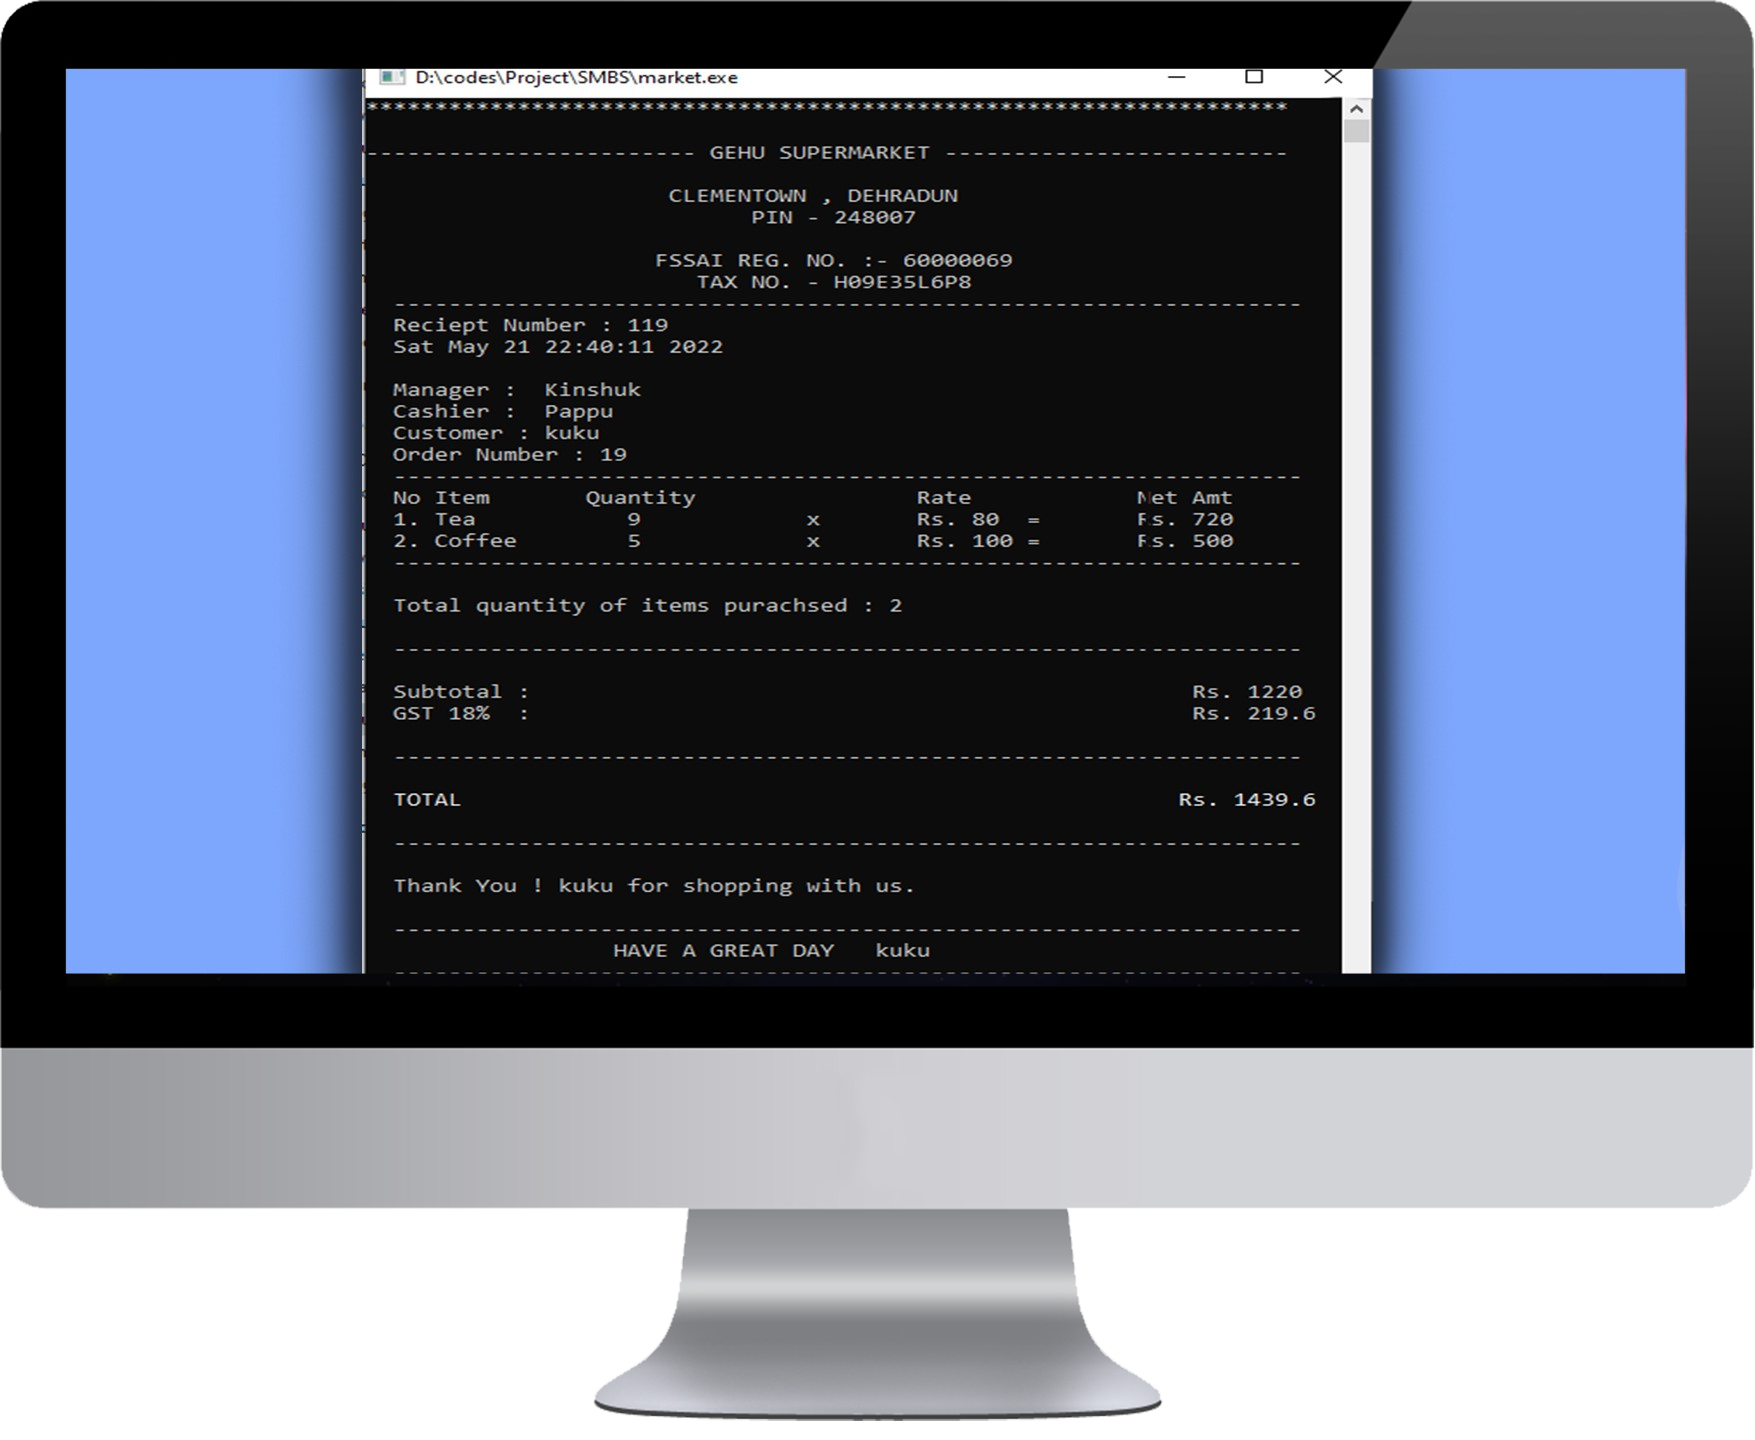 D:\codes\Project\SMBS\market.exe
*******************************************************************
------------------------ GEHU SUPERMARKET -------------------------
CLEMENTOWN , DEHRADUN
PIN - 248007
FSSAI REG. NO. :- 60000069
TAX NO. - H09E35L6P8
------------------------------------------------------------------
Reciept Number : 119
Sat May 21 22:40:11 2022
Manager :  Kinshuk
Cashier :  Pappu
Customer : kuku
Order Number : 19
------------------------------------------------------------------
No Item       Quantity                Rate            Net Amt
1. Tea           9            x       Rs. 80  =       Rs. 720
2. Coffee        5            x       Rs. 100 =       Rs. 500
------------------------------------------------------------------
Total quantity of items purachsed : 2
------------------------------------------------------------------
Subtotal :                                                Rs. 1220
GST 18%  :                                                Rs. 219.6
------------------------------------------------------------------
TOTAL                                                    Rs. 1439.6
------------------------------------------------------------------
Thank You ! kuku for shopping with us.
------------------------------------------------------------------
HAVE A GREAT DAY   kuku
------------------------------------------------------------------